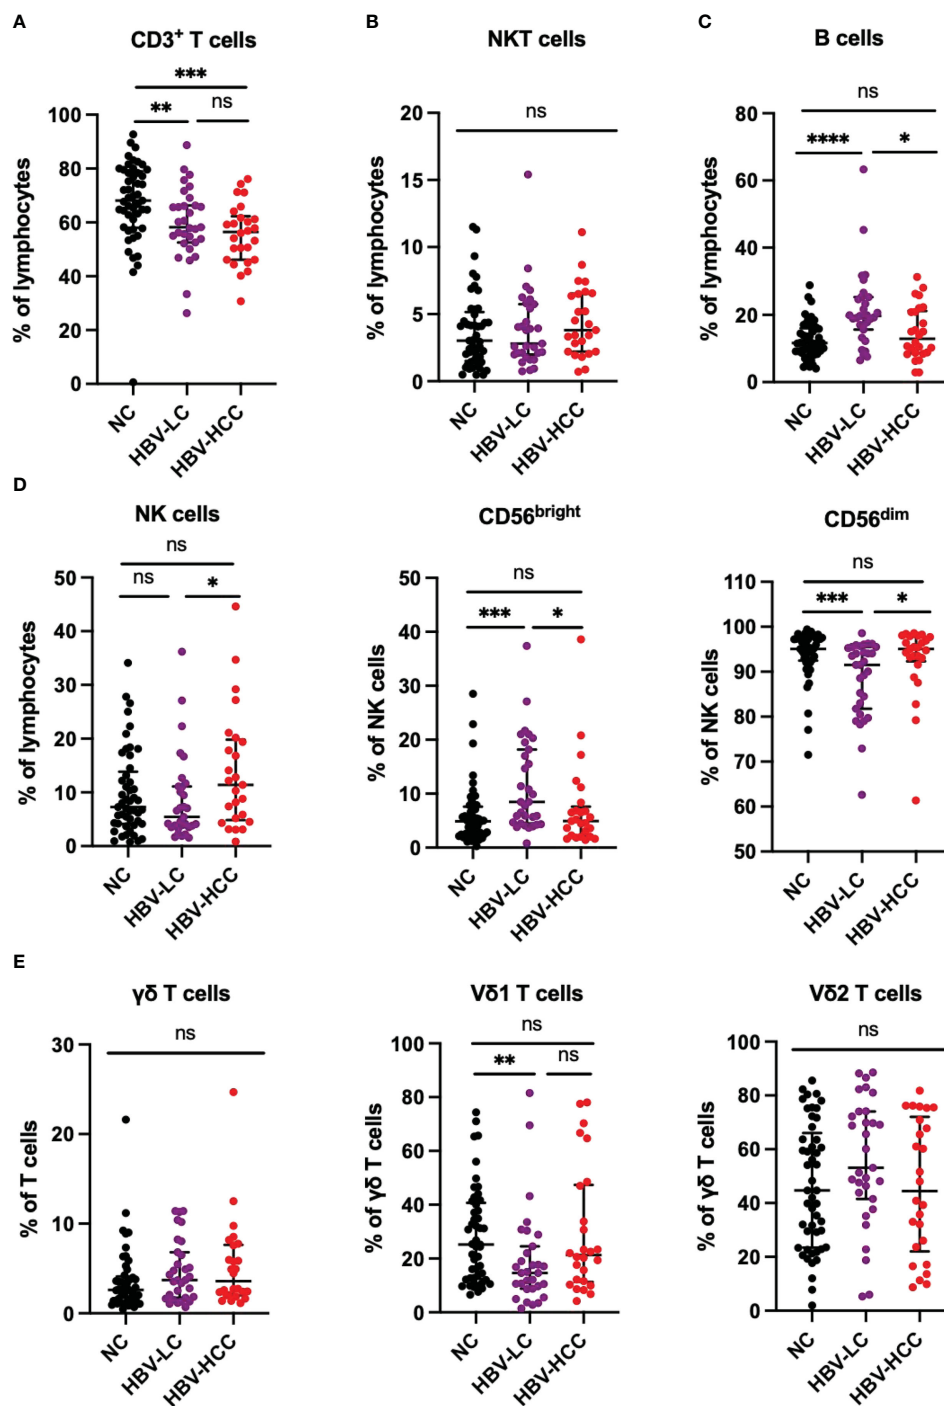 A
CD3+ T cells
***
**
ns
% of lymphocytes
100
80
60
40
20
0
NC
HBV-LC
HBV-HCC
B
NKT cells
ns
% of lymphocytes
20
15
10
5
0
NC
HBV-LC
HBV-HCC
C
B cells
ns
****
*
% of lymphocytes
80
60
40
20
0
NC
HBV-LC
HBV-HCC
D
NK cells
ns
ns
*
% of lymphocytes
50
40
30
20
10
0
NC
HBV-LC
HBV-HCC
CD56bright
ns
***
*
% of NK cells
50
40
30
20
10
0
NC
HBV-LC
HBV-HCC
CD56dim
ns
***
*
% of NK cells
110
100
90
80
70
60
50
NC
HBV-LC
HBV-HCC
E
γδ T cells
ns
% of T cells
30
20
10
0
NC
HBV-LC
HBV-HCC
Vδ1 T cells
ns
**
ns
% of γδ T cells
100
80
60
40
20
0
NC
HBV-LC
HBV-HCC
Vδ2 T cells
ns
% of γδ T cells
100
80
60
40
20
0
NC
HBV-LC
HBV-HCC